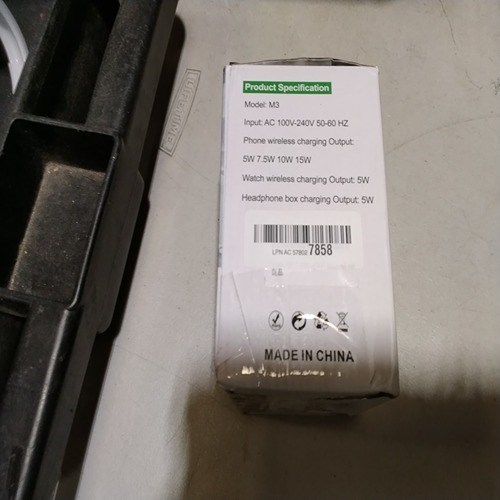 Product Specification
Model: M3
Input: AC 100V-240V 50-60 HZ
Phone wireless charging Output:
5W 7.5W 10W 15W
Watch wireless charging Output: 5W
Headphone box charging Output: 5W
7858
MADE IN CHINA